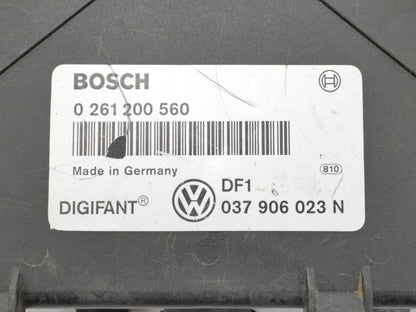 BOSCH
0 261 200 560
Made in Germany
810
DIGIFANT® DF1
037 906 023 N